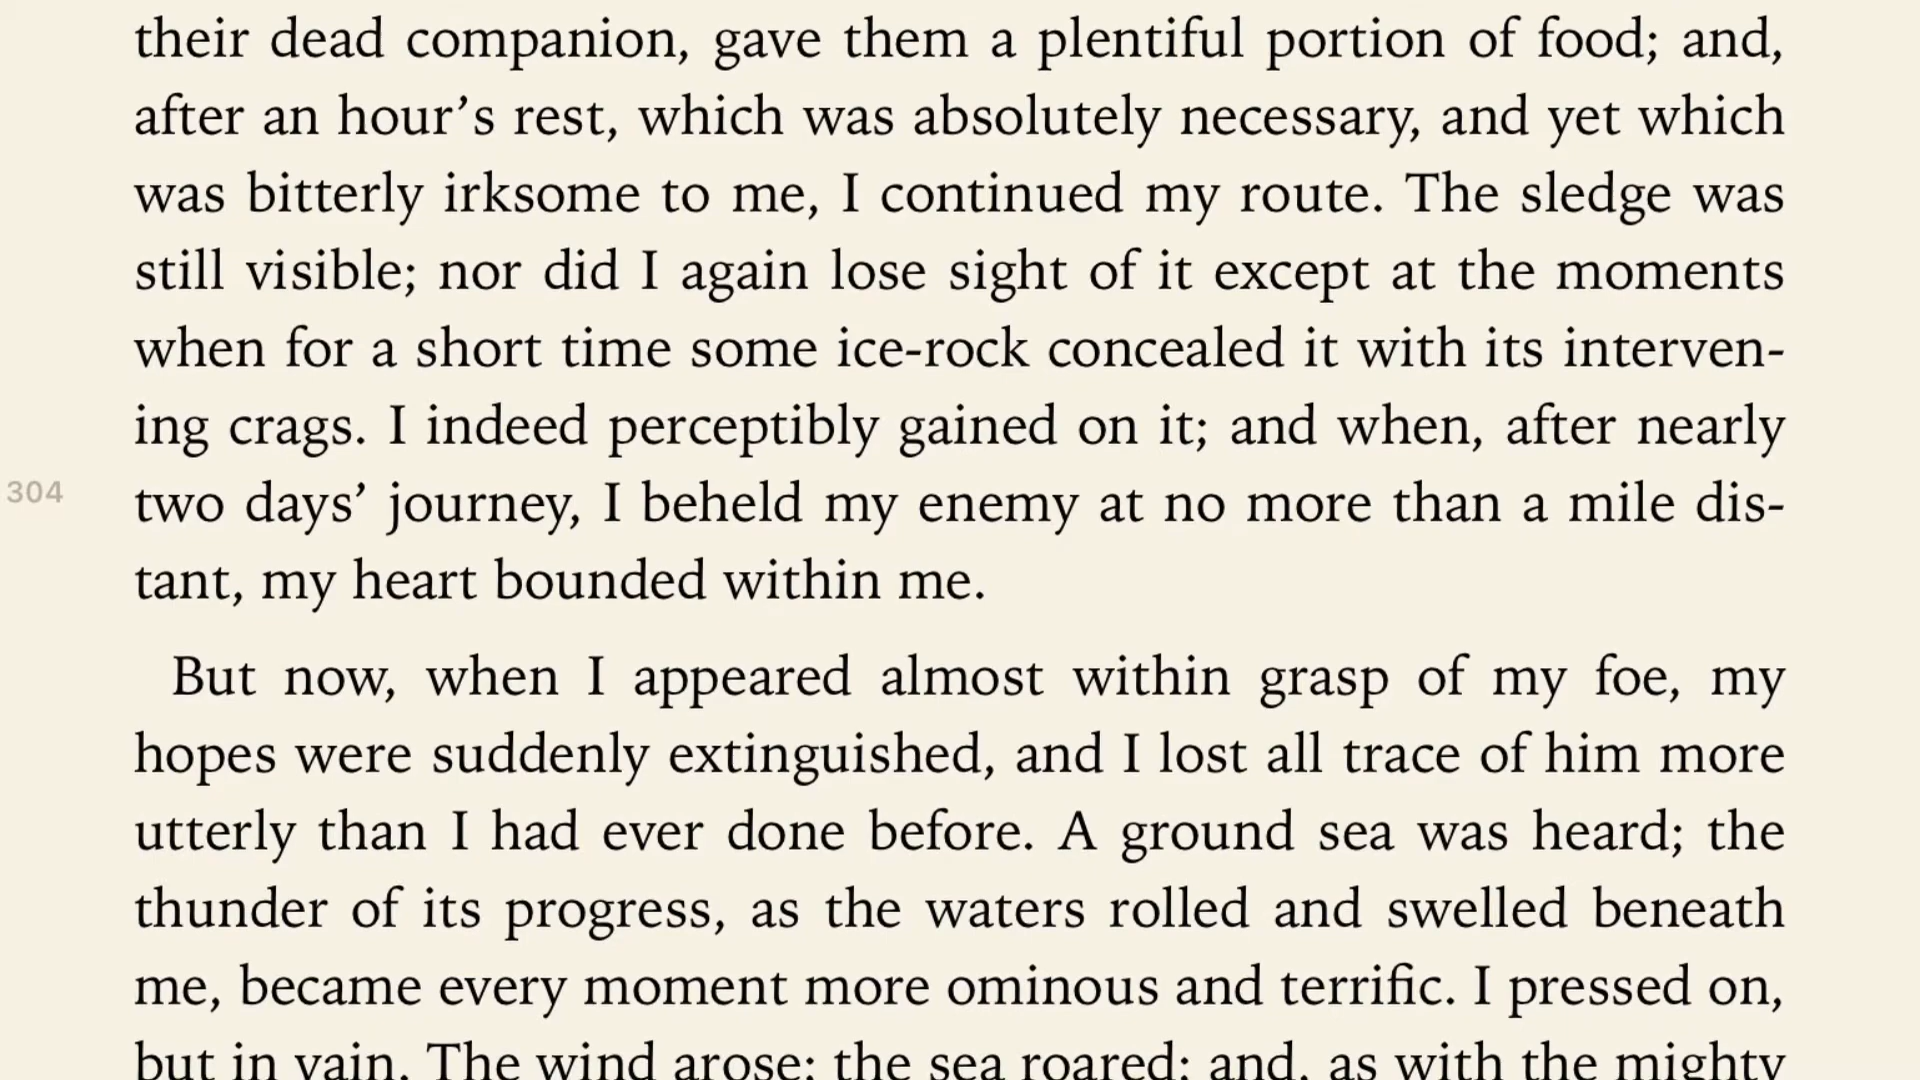 their dead companion, gave them a plentiful portion of food; and,
after an hour’s rest, which was absolutely necessary, and yet which
was bitterly irksome to me, I continued my route. The sledge was
still visible; nor did I again lose sight of it except at the moments
when for a short time some ice-rock concealed it with its interven-
ing crags. I indeed perceptibly gained on it; and when, after nearly
304
two days’ journey, I beheld my enemy at no more than a mile dis-
tant, my heart bounded within me.
But now, when I appeared almost within grasp of my foe, my
hopes were suddenly extinguished, and I lost all trace of him more
utterly than I had ever done before. A ground sea was heard; the
thunder of its progress, as the waters rolled and swelled beneath
me, became every moment more ominous and terrific. I pressed on,
but in vain. The wind arose; the sea roared; and, as with the mighty